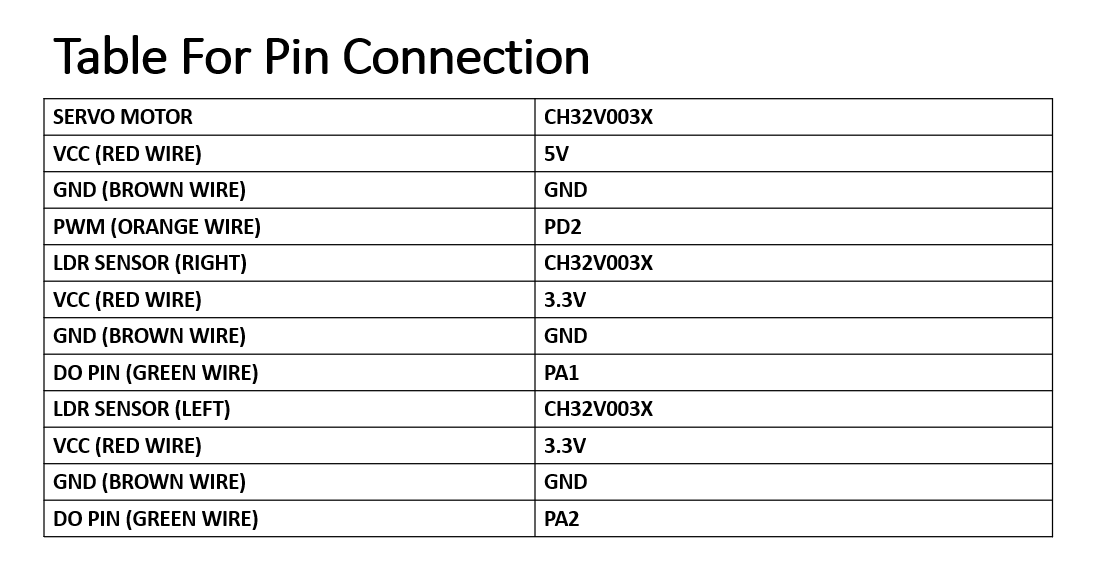 Table For Pin Connection
SERVO MOTOR CH32V003X
VCC (RED WIRE) 5V
GND (BROWN WIRE) GND
PWM (ORANGE WIRE) PD2
LDR SENSOR (RIGHT) CH32V003X
VCC (RED WIRE) 3.3V
GND (BROWN WIRE) GND
DO PIN (GREEN WIRE) PA1
LDR SENSOR (LEFT) CH32V003X
VCC (RED WIRE) 3.3V
GND (BROWN WIRE) GND
DO PIN (GREEN WIRE) PA2